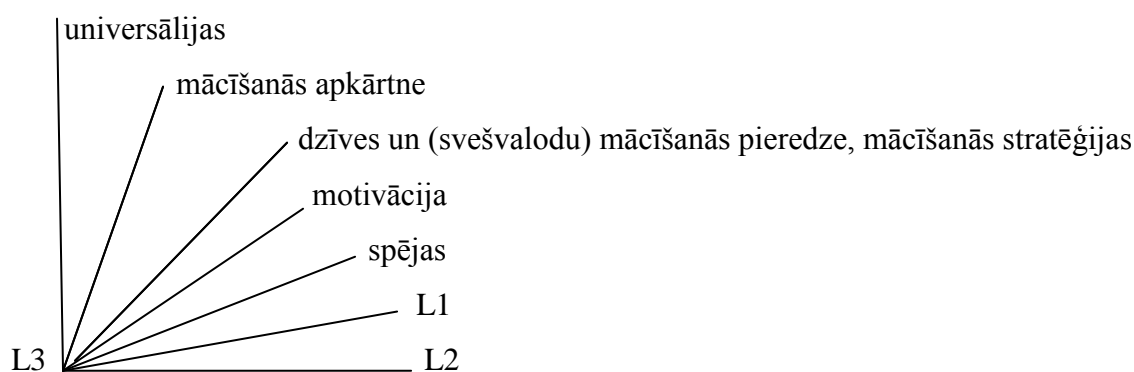 universālijas
mācīšanās apkārtne
dzīves un (svešvalodu) mācīšanās pieredze, mācīšanās stratēģijas
motivācija
spējas
L1
L3 L2